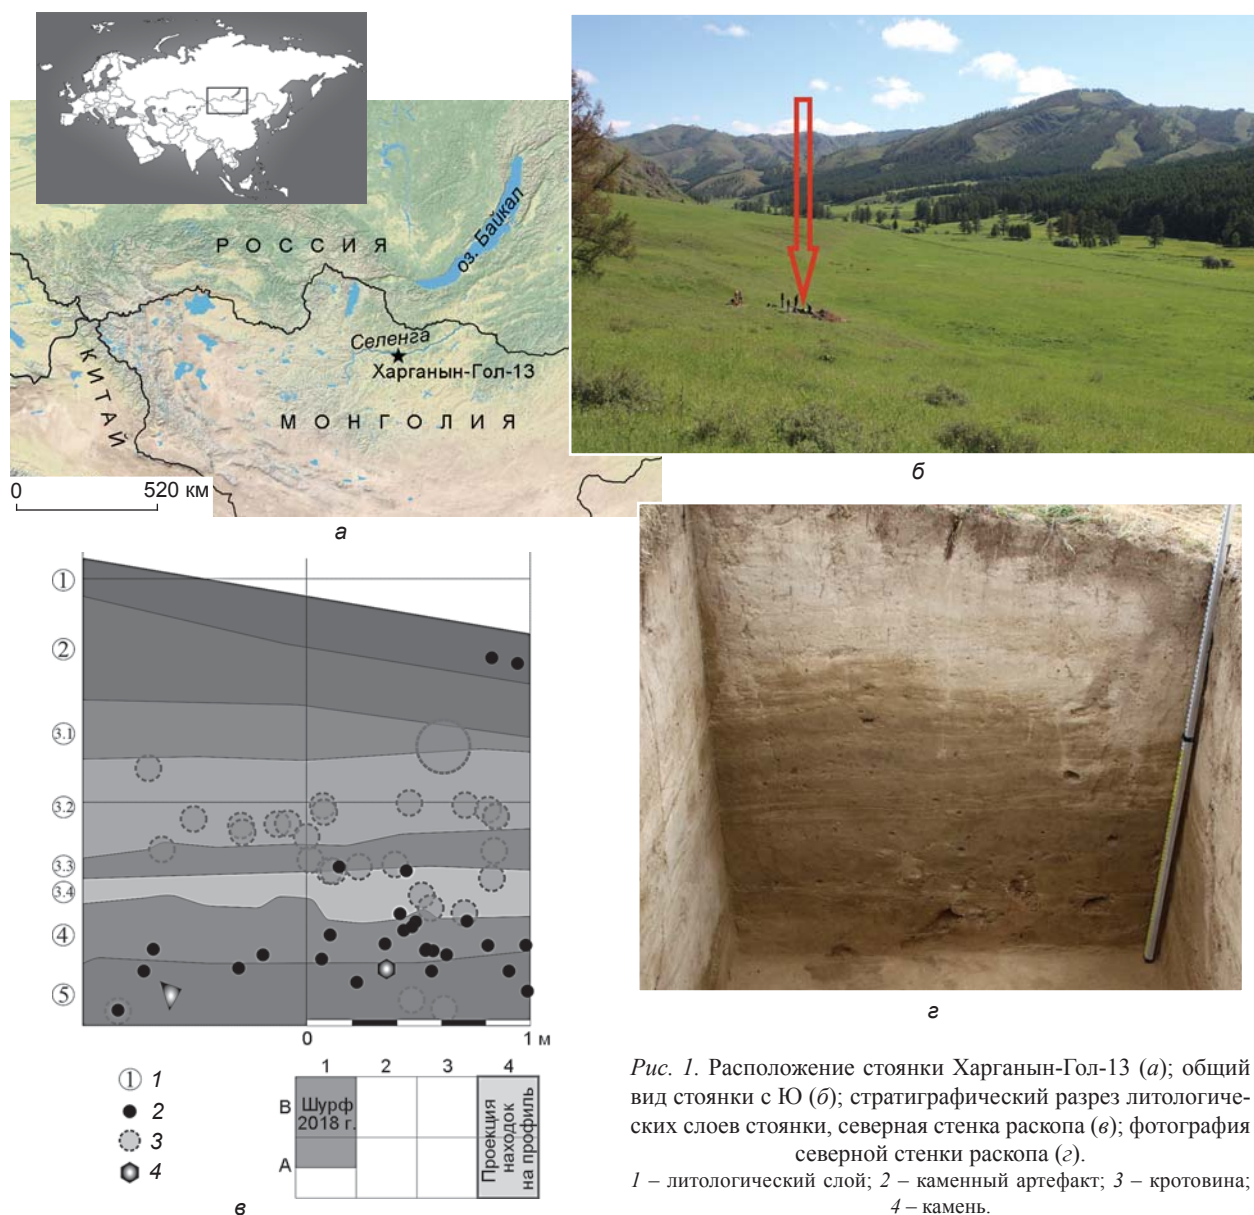 РОССИЯ
оз. Байкал
Селенга
Харганын-Гол-13
КИТАЙ
МОНГОЛИЯ
0 520 км
а
б
1
2
3.1
3.2
3.3
3.4
4
5
0 1 м
1 2 3 4
В
А
Шурф
2018 г.
Проекция
находок
на профиль
1 1
2
3
4
в
г
Рис. 1. Расположение стоянки Харганын-Гол-13 (а); общий
вид стоянки с Ю (б); стратиграфический разрез литологиче-
ских слоев стоянки, северная стенка раскопа (в); фотография
северной стенки раскопа (г).
1 – литологический слой; 2 – каменный артефакт; 3 – кротовина;
4 – камень.